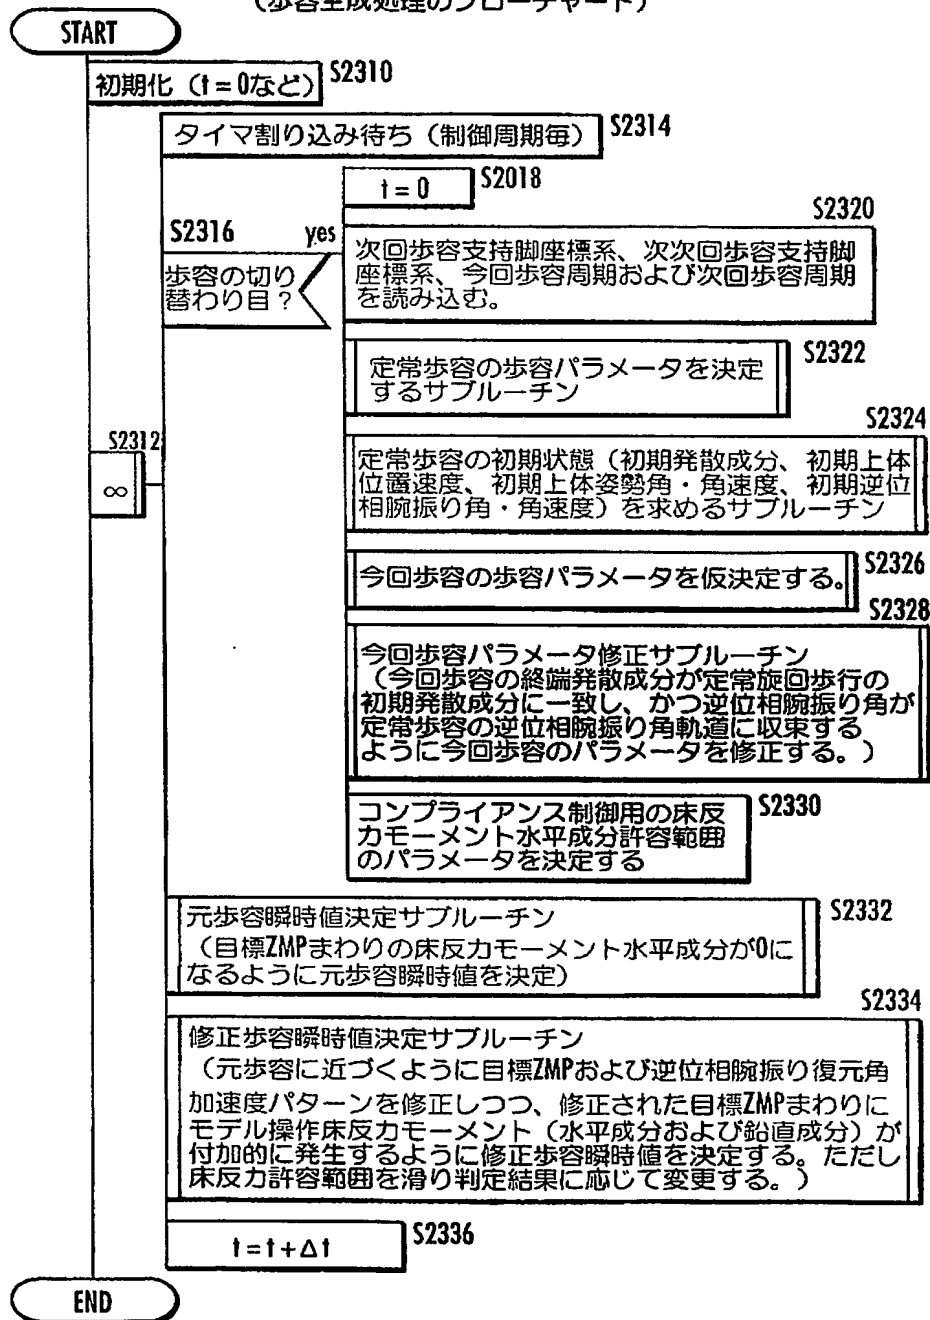 （歩容生成処理のフローチャート）
START
初期化（t = 0など）
S2310
タイマ割り込み待ち（制御周期毎）
S2314
t = 0
S2018
S2320
S2316
yes
歩容の切り
替わり目？
次回歩容支持脚座標系、次次回歩容支持脚
座標系、今回歩容周期および次回歩容周期
を読み込む。
S2322
定常歩容の歩容パラメータを決定
するサブルーチン
S2324
S2312
∞
定常歩容の初期状態（初期発散成分、初期上体
位置速度、初期上体姿勢角・角速度、初期逆位
相腕振り角・角速度）を求めるサブルーチン
今回歩容の歩容パラメータを仮決定する。
S2326
S2328
今回歩容パラメータ修正サブルーチン
（今回歩容の終端発散成分が定常旋回歩行の
初期発散成分に一致し、かつ逆位相腕振り角が
定常歩容の逆位相腕振り角軌道に収束する
ように今回歩容のパラメータを修正する。）
S2330
コンプライアンス制御用の床反
力モーメント水平成分許容範囲
のパラメータを決定する
S2332
元歩容瞬時値決定サブルーチン
（目標ZMPまわりの床反力モーメント水平成分が0に
なるように元歩容瞬時値を決定）
S2334
修正歩容瞬時値決定サブルーチン
（元歩容に近づくように目標ZMPおよび逆位相腕振り復元角
加速度パターンを修正しつつ、修正された目標ZMPまわりに
モデル操作床反力モーメント（水平成分および鉛直成分）が
付加的に発生するように修正歩容瞬時値を決定する。ただし
床反力許容範囲を滑り判定結果に応じて変更する。）
t = t + Δt
S2336
END